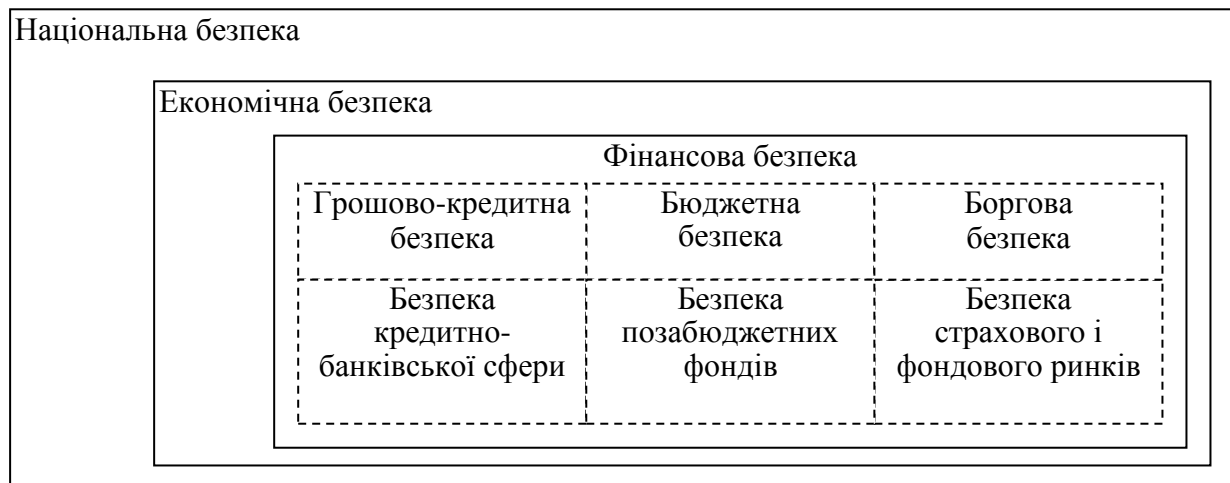 Національна безпека
Економічна безпека
Фінансова безпека
Грошово-кредитна
безпека
Бюджетна
безпека
Боргова
безпека
Безпека
кредитно-
банківської сфери
Безпека
позабюджетних
фондів
Безпека
страхового і
фондового ринків